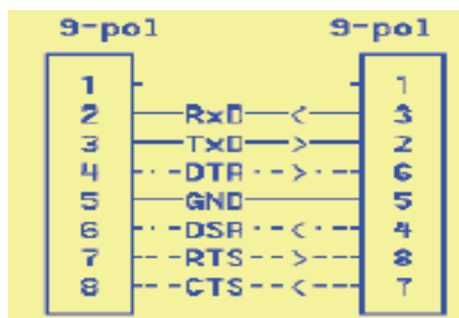 9-pol 9-pol
1 1
2 RxD < 3
3 TxD > 2
4 DTR > 6
5 GND 5
6 DSR < 4
7 RTS > 8
8 CTS < 7